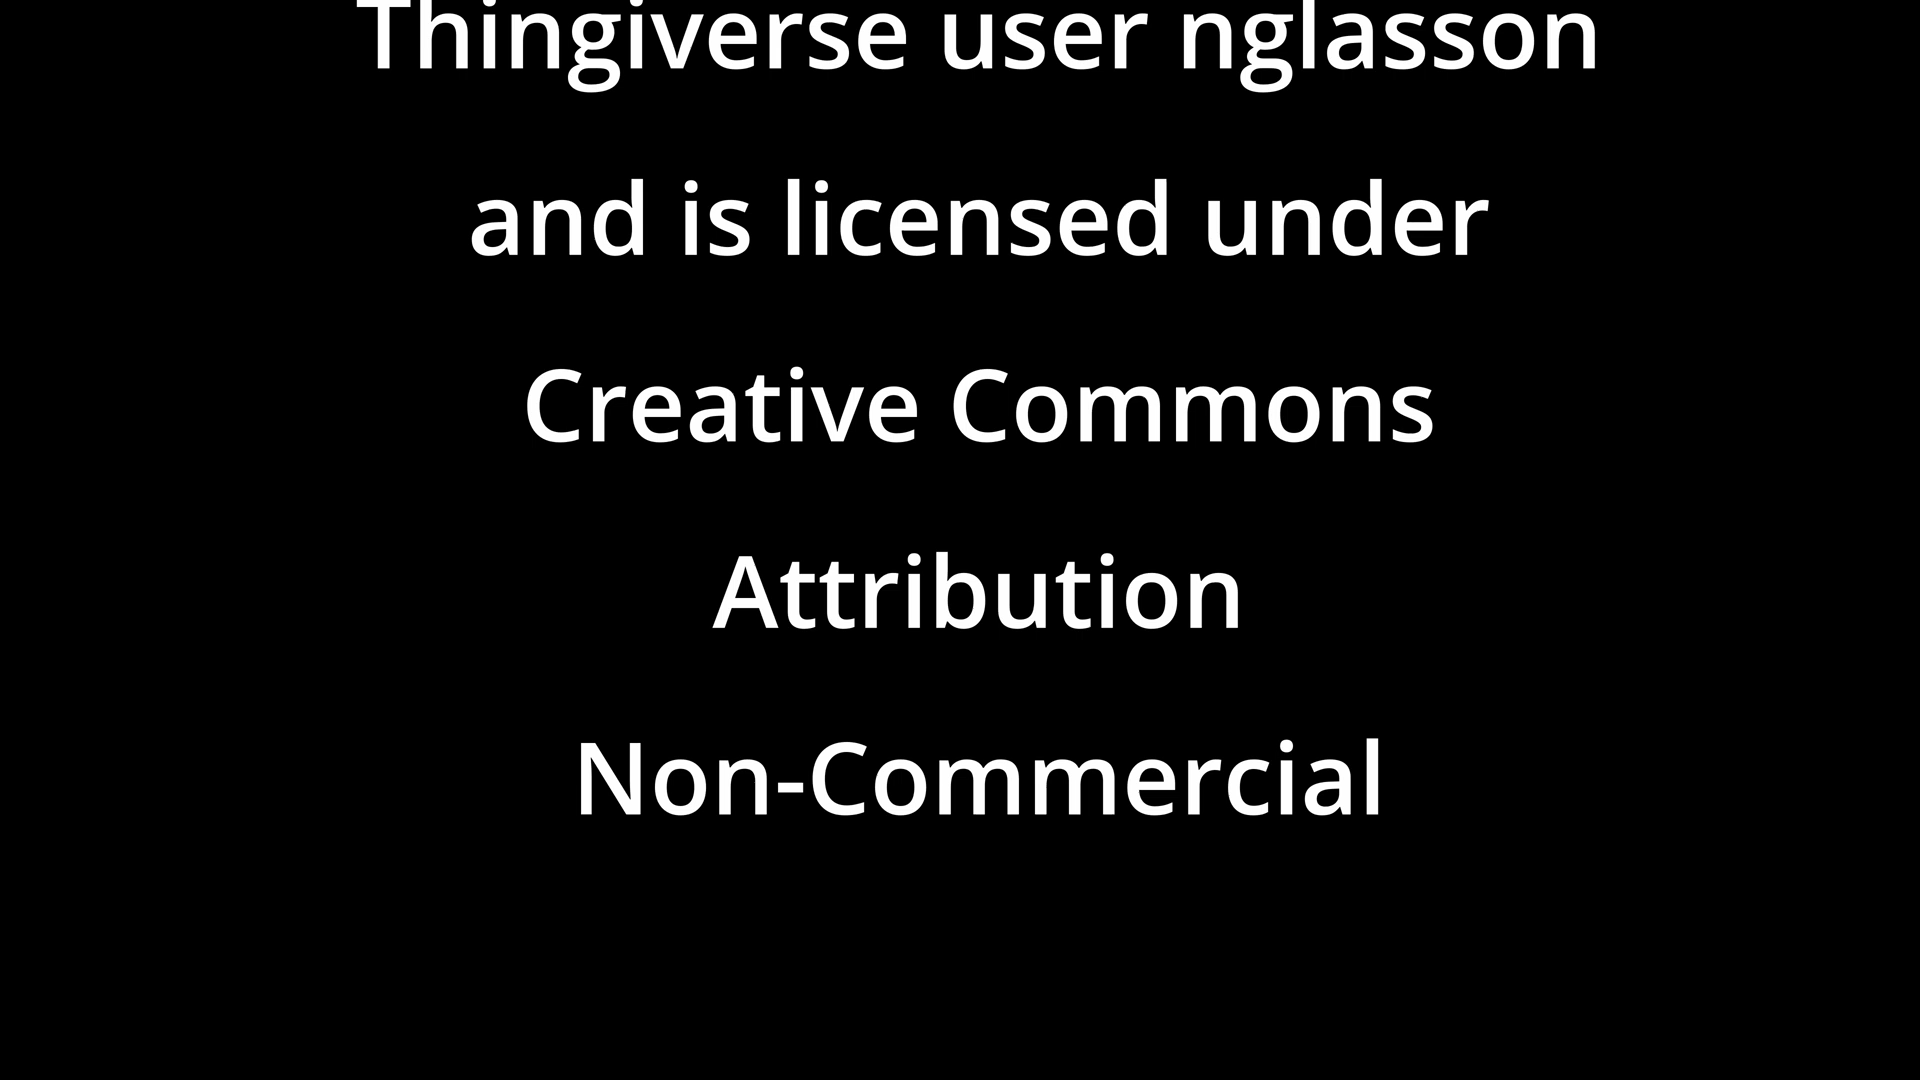 Thingiverse user nglasson
and is licensed under
Creative Commons
Attribution
Non-Commercial